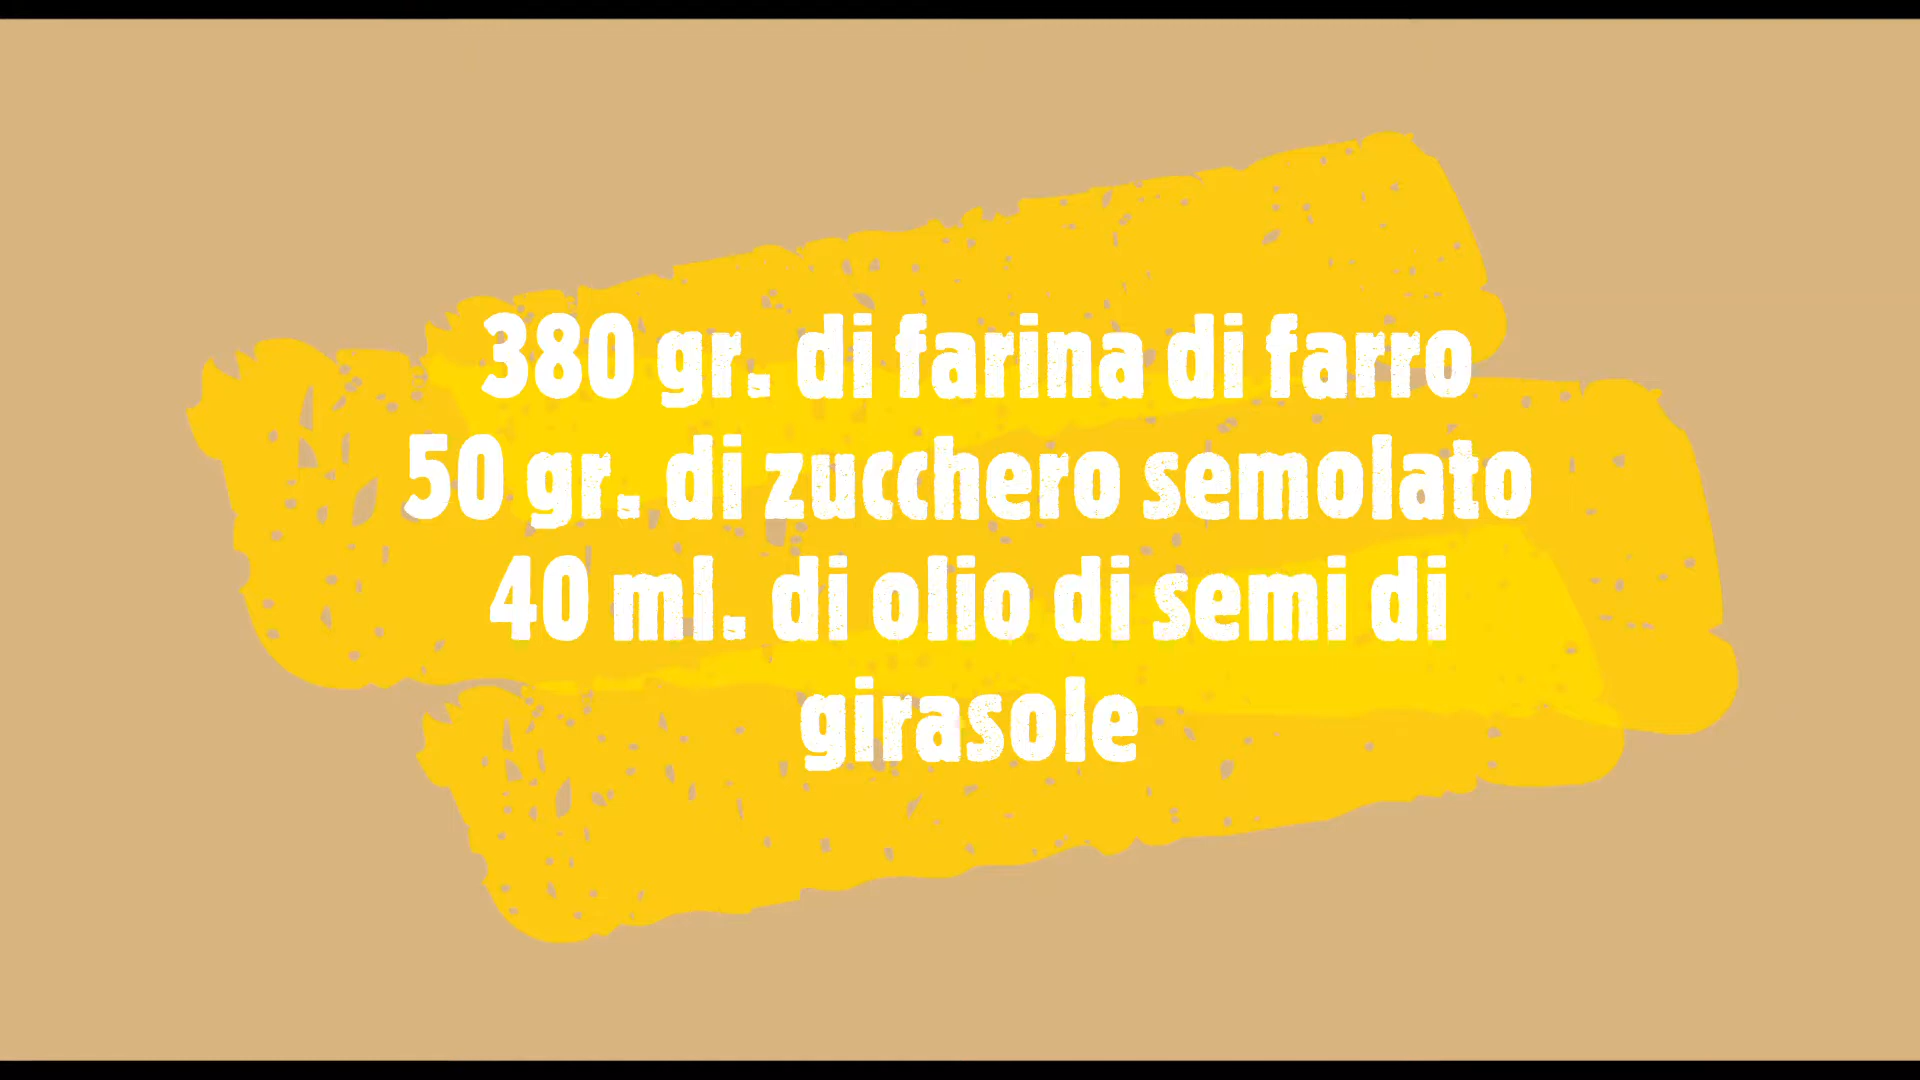 380 gr. di farina di farro
50 gr. di zucchero semolato
40 ml. di olio di semi di
girasole